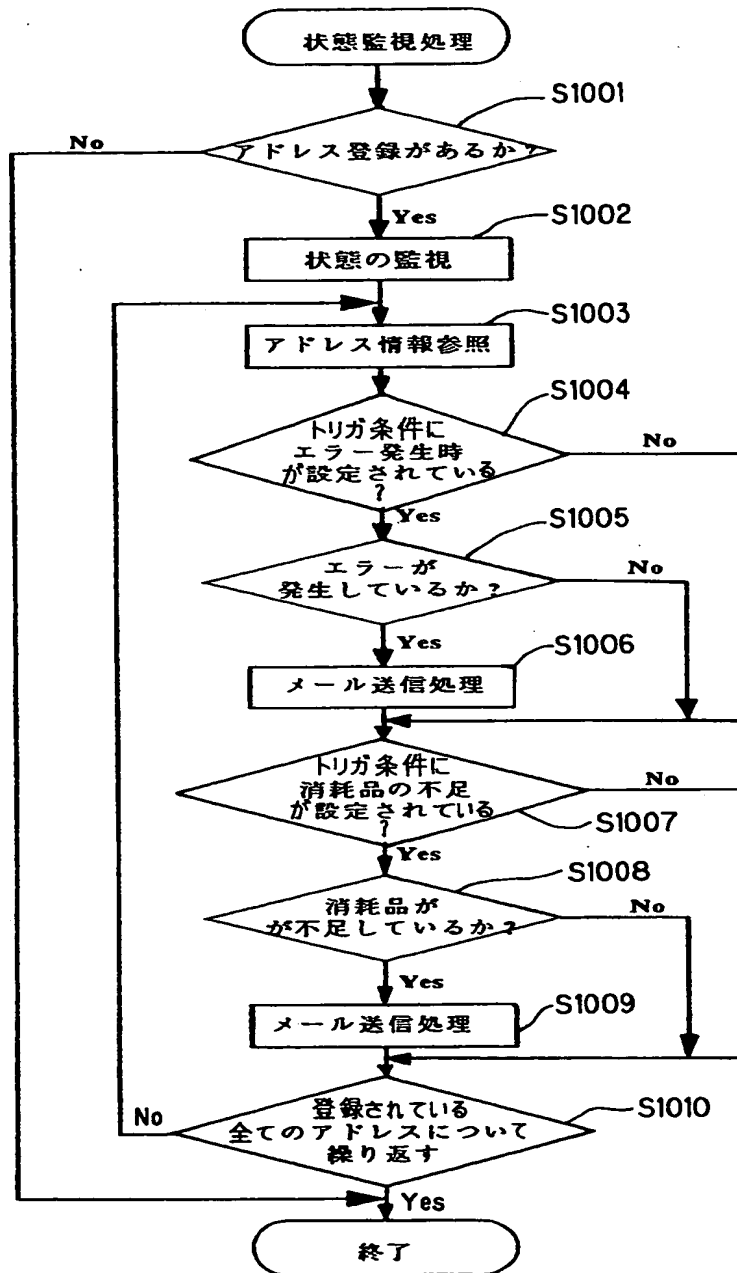 状態監視処理
S1001
No
アドレス登録があるか?
Yes
S1002
状態の監視
S1003
アドレス情報参照
S1004
トリガ条件に
エラー発生時
が設定されている
?
No
Yes
S1005
エラーが
発生しているか?
No
Yes
S1006
メール送信処理
トリガ条件に
消耗品の不足
が設定されている
?
No
S1007
Yes
S1008
消耗品が
が不足しているか?
No
Yes
S1009
メール送信処理
No
登録されている
全てのアドレスについて
繰り返す
S1010
Yes
終了